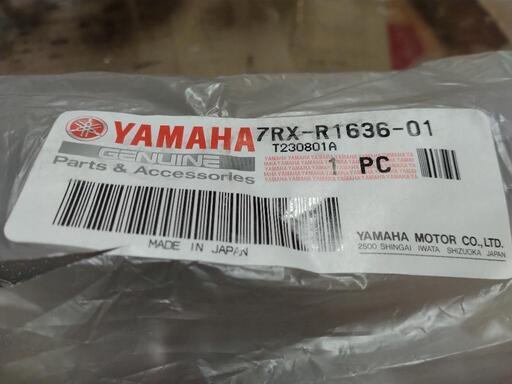 YAMAHA 7RX-R1636-01
GENUINE T230801A
Parts & Accessories 1 PC
MADE IN JAPAN
YAMAHA MOTOR CO., LTD.
2500 SHINGAI IWATA SHIZUOKA JAPAN